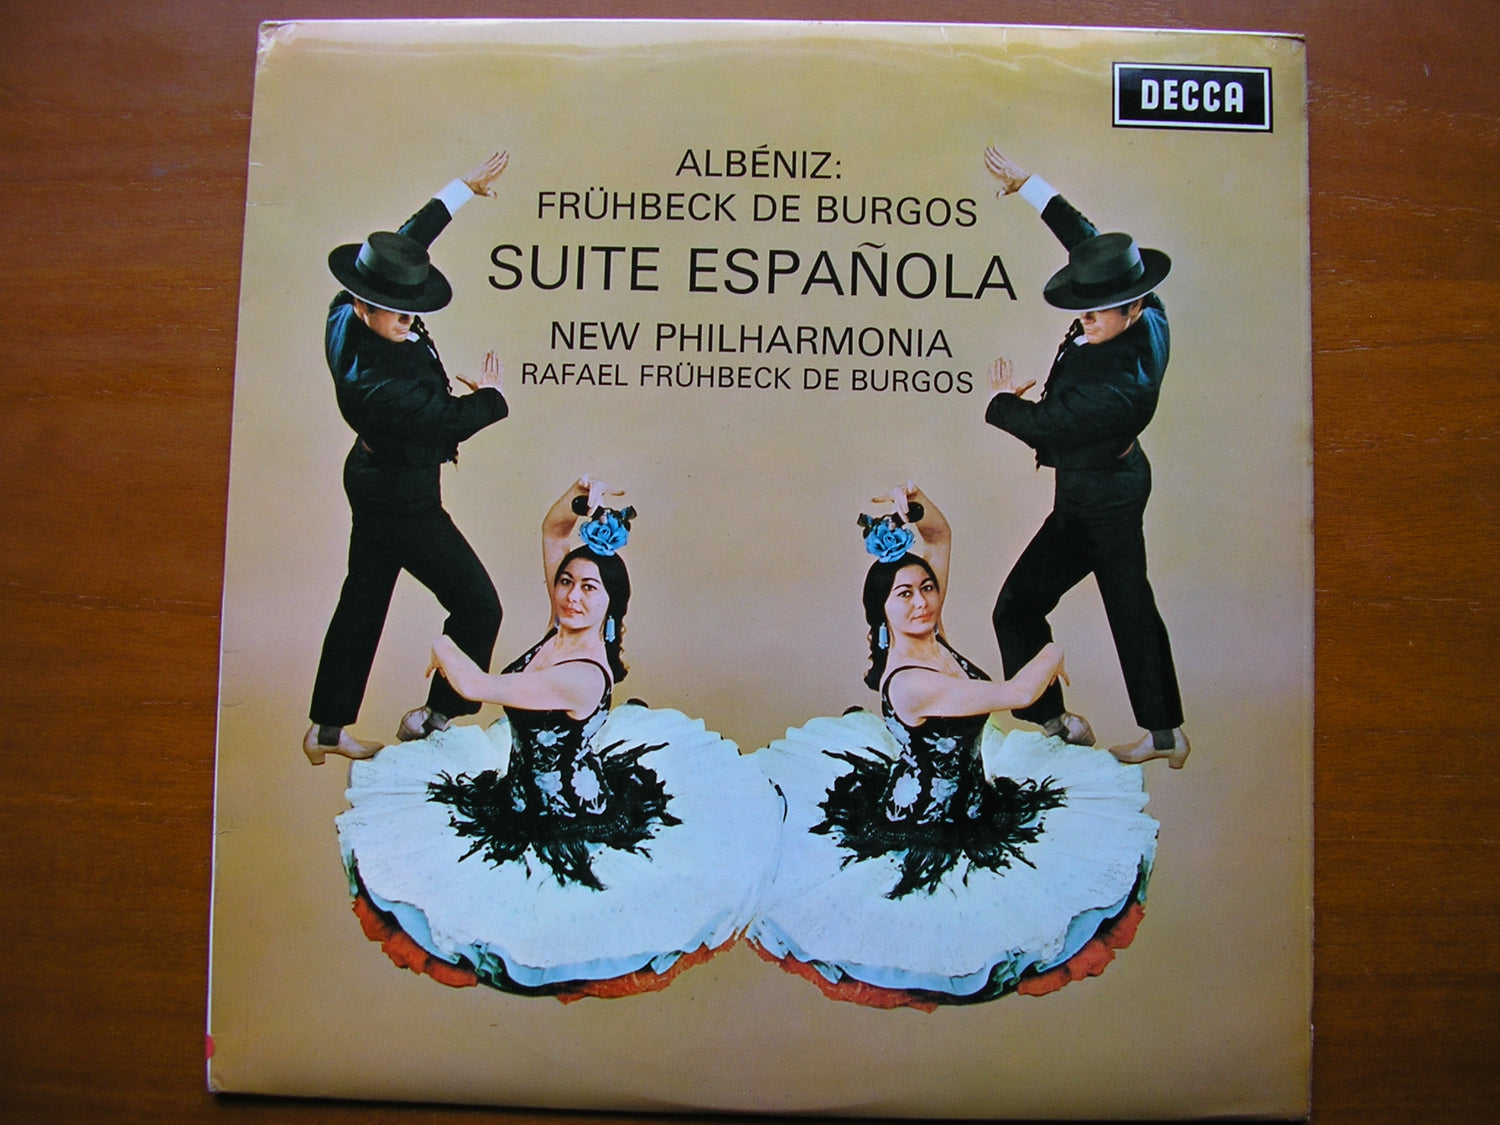 DECCA
ALBÉNIZ:
FRÜHBECK DE BURGOS
SUITE ESPAÑOLA
NEW PHILHARMONIA
RAFAEL FRÜHBECK DE BURGOS